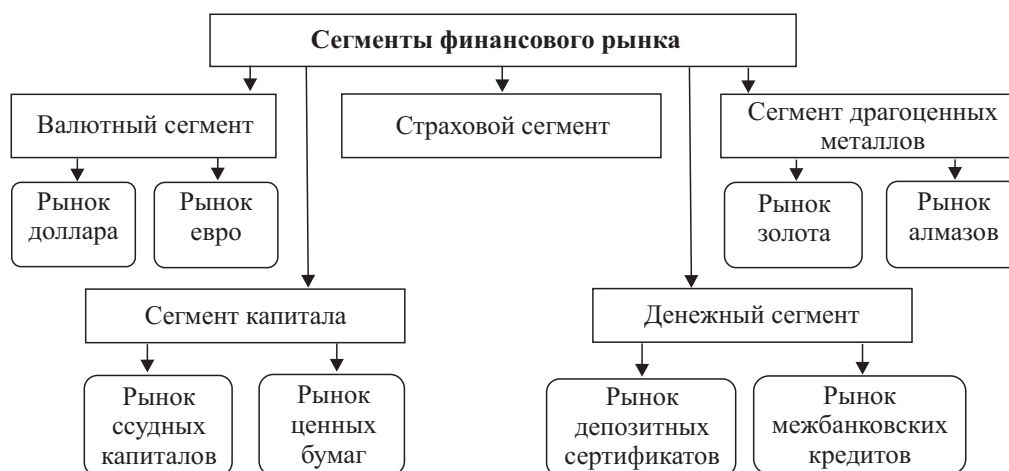 Сегменты финансового рынка
Валютный сегмент
Страховой сегмент
Сегмент драгоценных
металлов
Рынок
доллара
Рынок
евро
Рынок
золота
Рынок
алмазов
Сегмент капитала
Денежный сегмент
Рынок
ссудных
капиталов
Рынок
ценных
бумаг
Рынок
депозитных
сертификатов
Рынок
межбанковских
кредитов